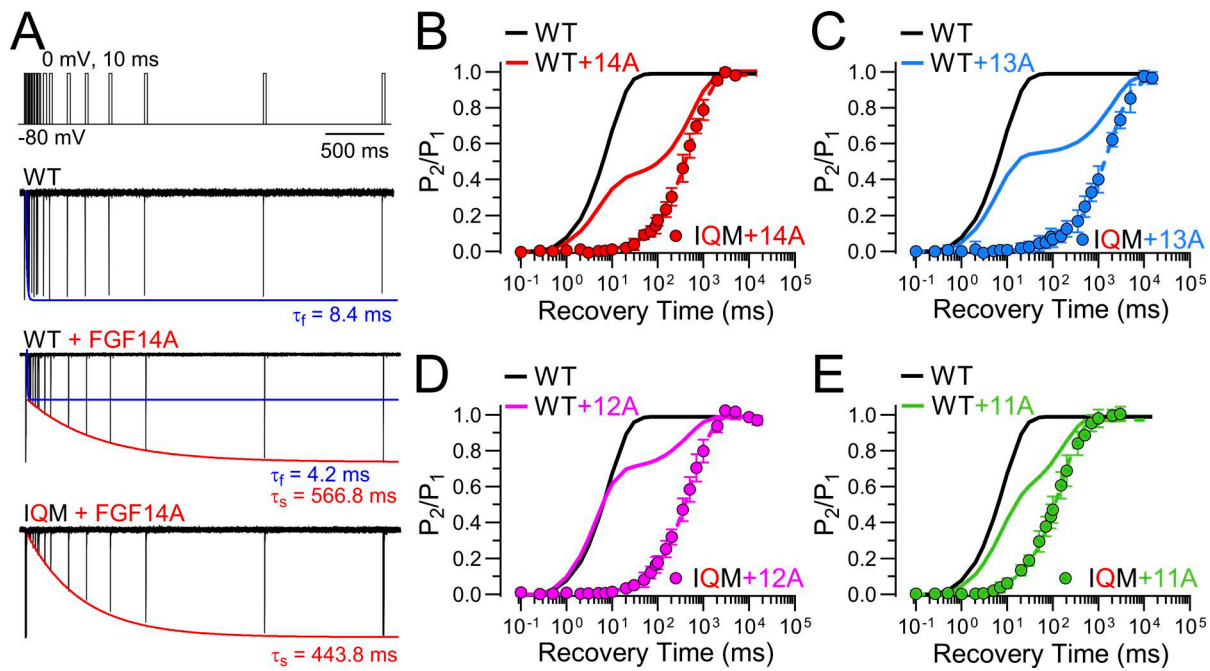 A
0 mV, 10 ms
-80 mV
500 ms
WT
τf = 8.4 ms
WT + FGF14A
τf = 4.2 ms
τs = 566.8 ms
IQM + FGF14A
τs = 443.8 ms
B
WT
WT+14A
P2/P1
1.0
0.8
0.6
0.4
0.2
0.0
IQM+14A
10-1 100 101 102 103 104 105
Recovery Time (ms)
C
WT
WT+13A
P2/P1
1.0
0.8
0.6
0.4
0.2
0.0
IQM+13A
10-1 100 101 102 103 104 105
Recovery Time (ms)
D
WT
WT+12A
P2/P1
1.0
0.8
0.6
0.4
0.2
0.0
IQM+12A
10-1 100 101 102 103 104 105
Recovery Time (ms)
E
WT
WT+11A
P2/P1
1.0
0.8
0.6
0.4
0.2
0.0
IQM+11A
10-1 100 101 102 103 104 105
Recovery Time (ms)